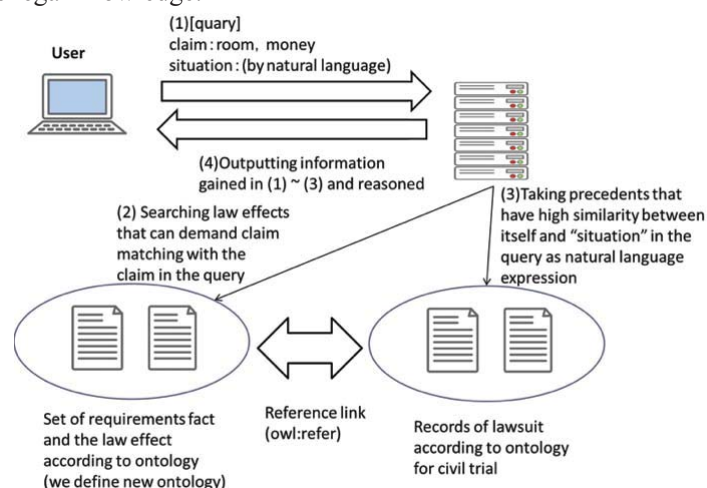 (1)[quary]
claim : room, money
situation : (by natural language)
User
(4)Outputting information
gained in (1) ~ (3) and reasoned
(2) Searching law effects
that can demand claim
matching with the
claim in the query
(3)Taking precedents that
have high similarity between
itself and “situation” in the
query as natural language
expression
Set of requirements fact
and the law effect
according to ontology
(we define new ontology)
Reference link
(owl:refer)
Records of lawsuit
according to ontology
for civil trial